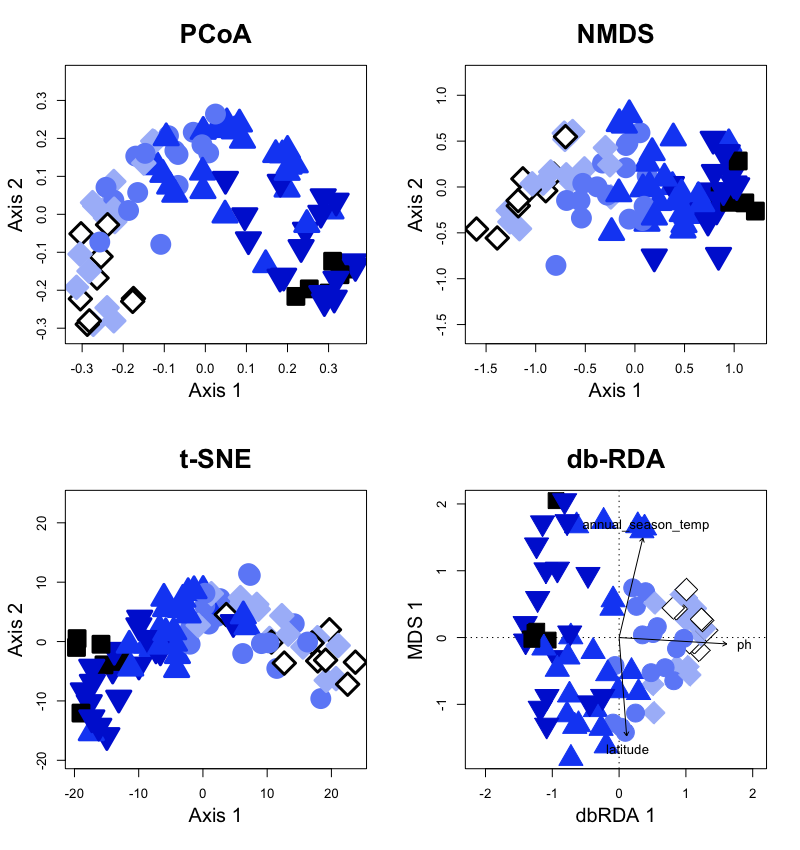 PCoA
0.3
0.2
0.1
0.0
-0.1
-0.2
-0.3
Axis 2
-0.3 -0.2 -0.1 0.0 0.1 0.2 0.3
Axis 1
NMDS
1.0
0.5
0.0
-0.5
-1.0
-1.5
Axis 2
-1.5 -1.0 -0.5 0.0 0.5 1.0
Axis 1
t-SNE
20
10
0
-10
-20
Axis 2
-20 -10 0 10 20
Axis 1
db-RDA
2
1
0
-1
MDS 1
annual_season_temp
ph
latitude
-2 -1 0 1 2
dbRDA 1